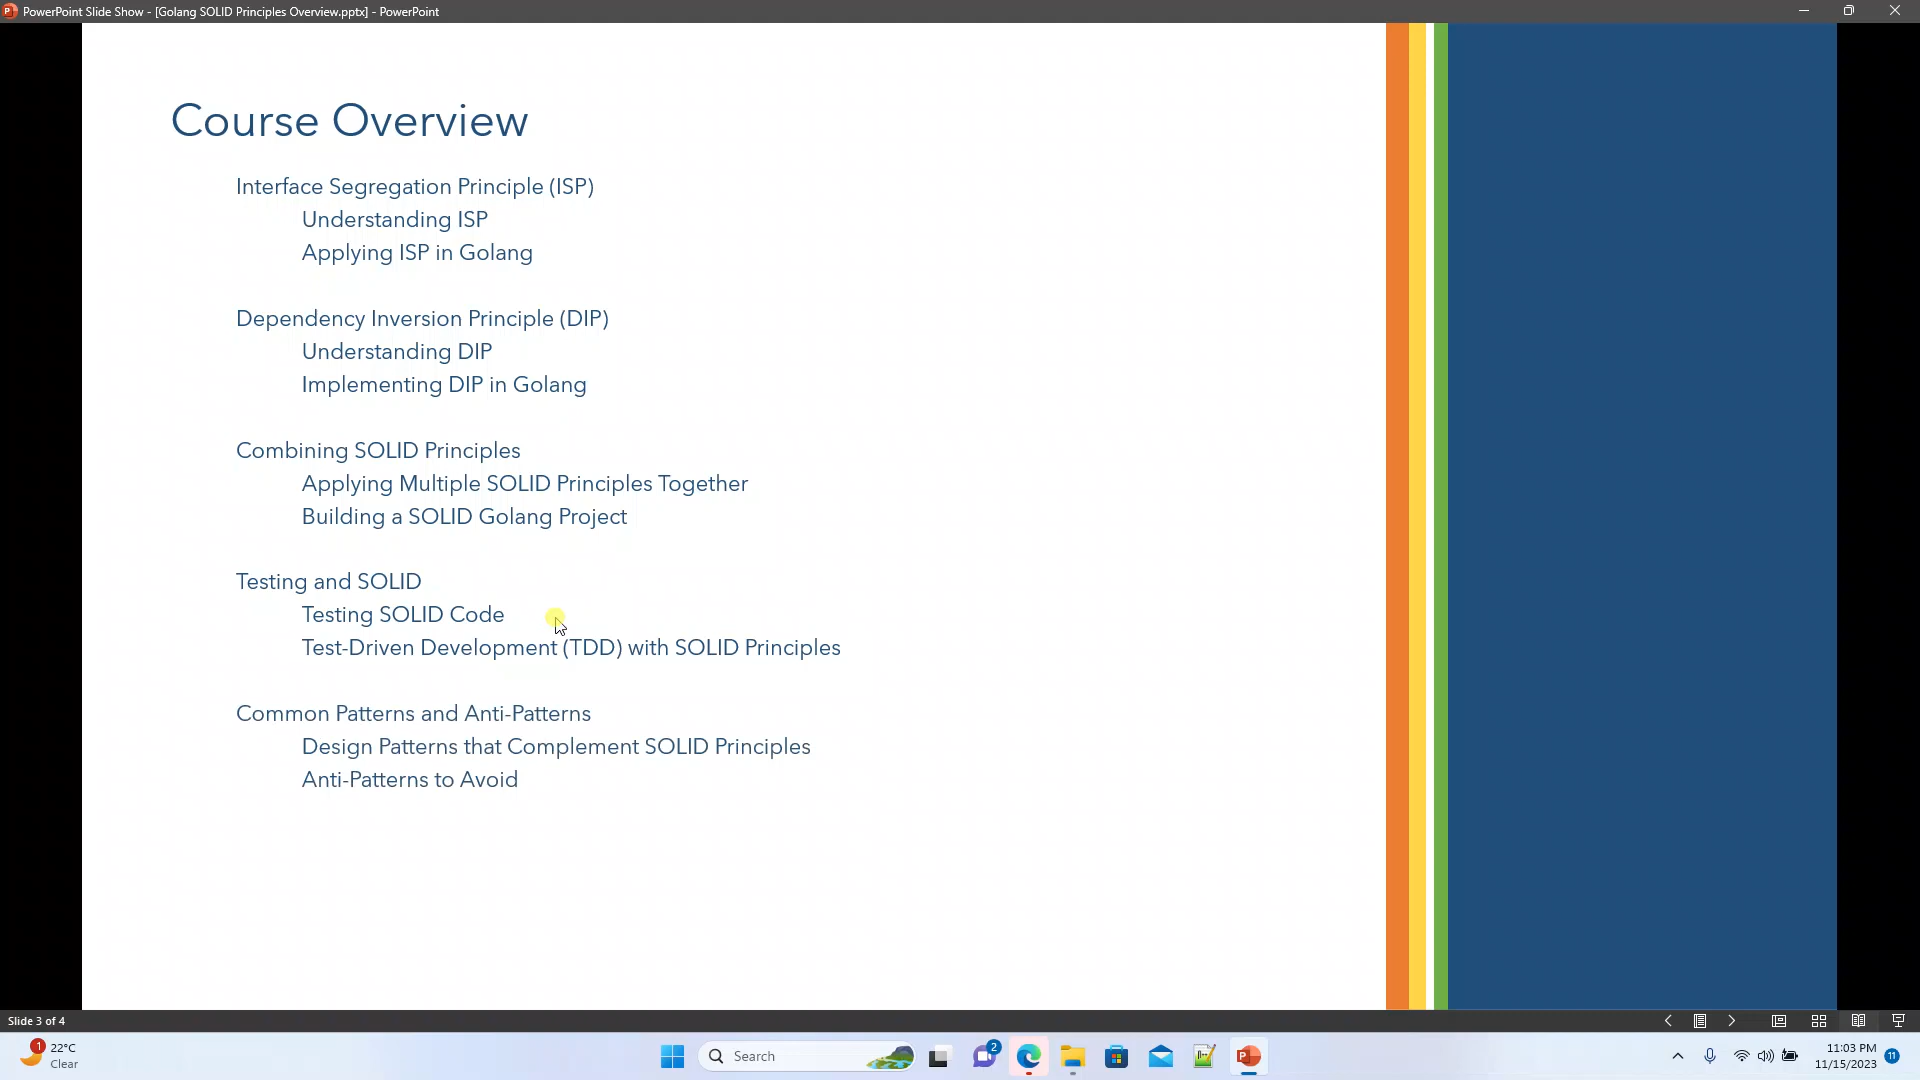 PowerPoint Slide Show - [Golang SOLID Principles Overview.pptx] - PowerPoint
Course Overview
Interface Segregation Principle (ISP)
Understanding ISP
Applying ISP in Golang
Dependency Inversion Principle (DIP)
Understanding DIP
Implementing DIP in Golang
Combining SOLID Principles
Applying Multiple SOLID Principles Together
Building a SOLID Golang Project
Testing and SOLID
Testing SOLID Code
Test-Driven Development (TDD) with SOLID Principles
Common Patterns and Anti-Patterns
Design Patterns that Complement SOLID Principles
Anti-Patterns to Avoid
Slide 3 of 4
1
22°C
Clear
Search
2
11:03 PM
11/15/2023
11